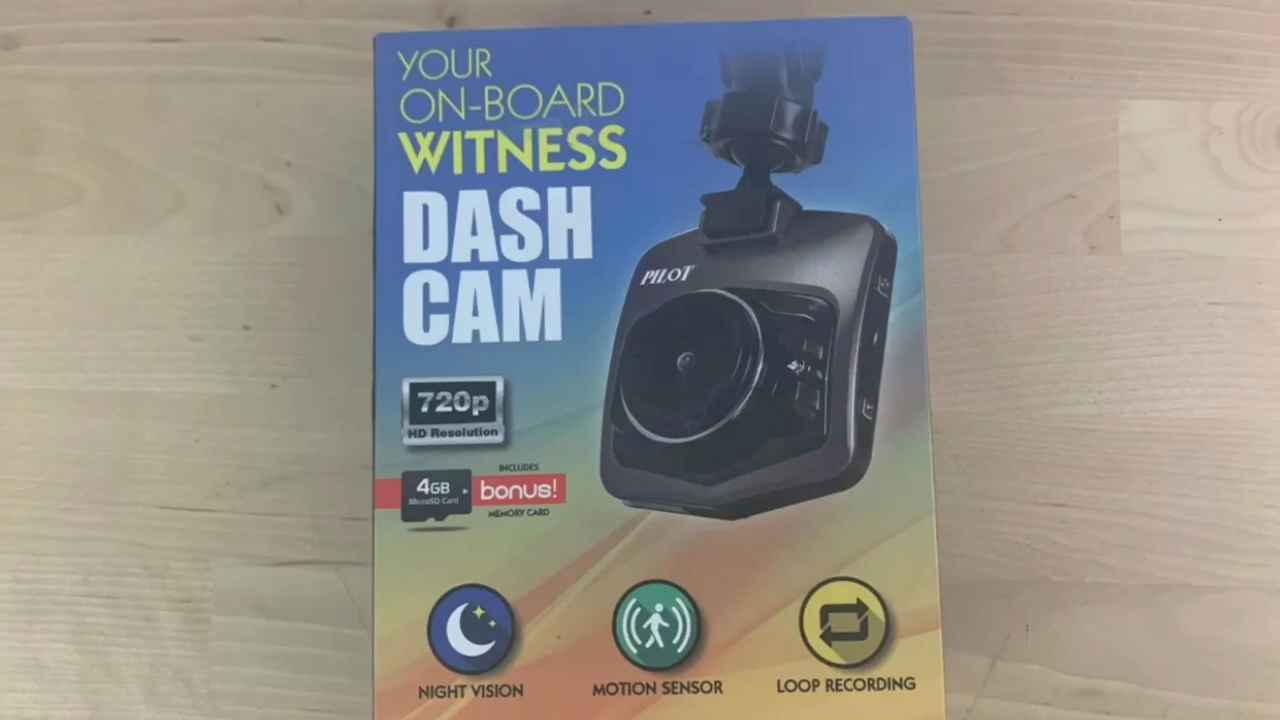 YOUR
ON-BOARD
WITNESS
DASH
CAM
PILOT
720p
HD Resolution
4GB
MicroSD Card
INCLUDES
bonus!
MEMORY CARD
NIGHT VISION
MOTION SENSOR
LOOP RECORDING